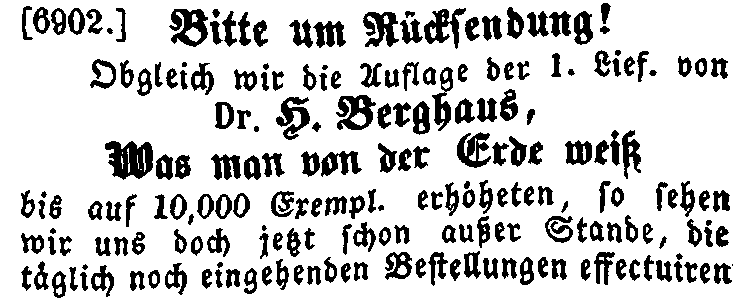 [6902.] Bitte um Rückſendung!
Obgleich wir die Auflage der 1. Lief. von
Dr. H. Berghaus,
Was man von der Erde weiß
bis auf 10,000 Exempl. erhöheten, ſo ſehen
wir uns doch jetzt ſchon außer Stande, die
täglich noch eingehenden Beſtellungen effectuiren